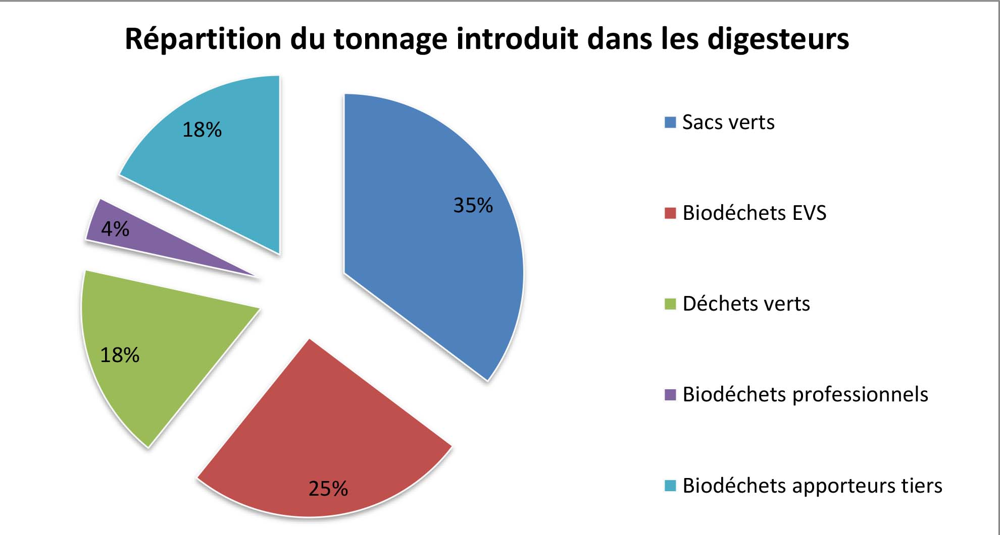 Répartition du tonnage introduit dans les digesteurs
18%
35%
4%
18%
25%
Sacs verts
Biodéchets EVS
Déchets verts
Biodéchets professionnels
Biodéchets apporteurs tiers